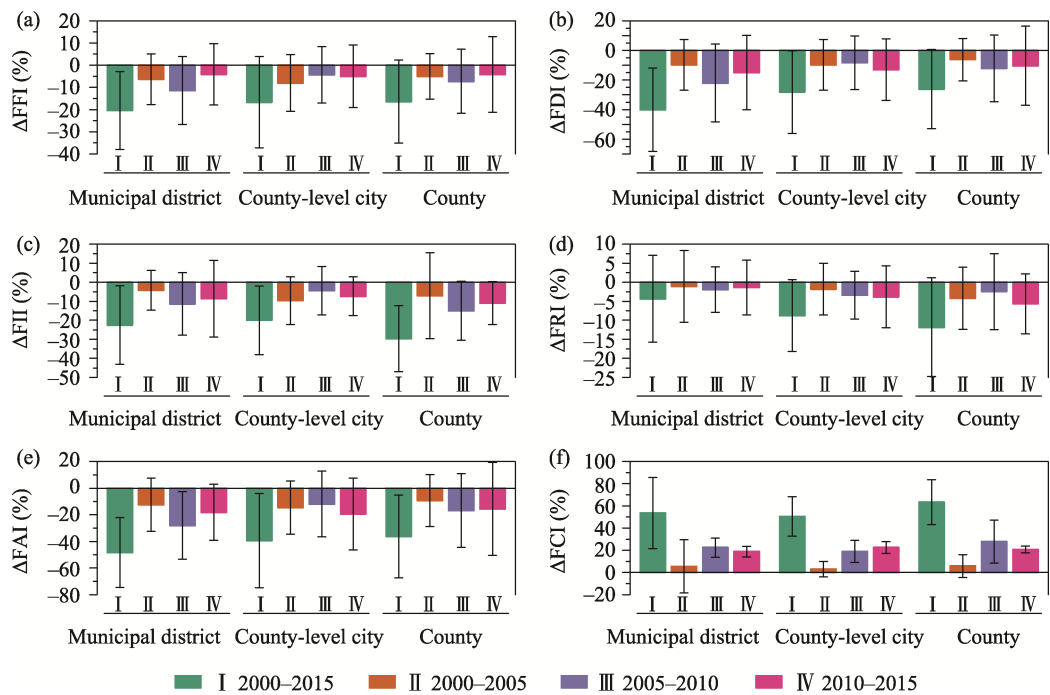 (a)
20
10
0
–10
–20
–30
–40
ΔFFI (%)
Ⅰ Ⅱ Ⅲ Ⅳ Ⅰ Ⅱ Ⅲ Ⅳ Ⅰ Ⅱ Ⅲ Ⅳ
Municipal district County-level city County
(b)
20
0
–20
–40
–60
ΔFDI (%)
Ⅰ Ⅱ Ⅲ Ⅳ Ⅰ Ⅱ Ⅲ Ⅳ Ⅰ Ⅱ Ⅲ Ⅳ
Municipal district County-level city County
(c)
20
10
0
–10
–20
–30
–40
–50
ΔFII (%)
Ⅰ Ⅱ Ⅲ Ⅳ Ⅰ Ⅱ Ⅲ Ⅳ Ⅰ Ⅱ Ⅲ Ⅳ
Municipal district County-level city County
(d)
10
5
0
–5
–10
–15
–20
–25
ΔFRI (%)
Ⅰ Ⅱ Ⅲ Ⅳ Ⅰ Ⅱ Ⅲ Ⅳ Ⅰ Ⅱ Ⅲ Ⅳ
Municipal district County-level city County
(e)
20
0
–20
–40
–60
–80
ΔFAI (%)
Ⅰ Ⅱ Ⅲ Ⅳ Ⅰ Ⅱ Ⅲ Ⅳ Ⅰ Ⅱ Ⅲ Ⅳ
Municipal district County-level city County
(f)
100
80
60
40
20
0
–20
ΔFCI (%)
Ⅰ Ⅱ Ⅲ Ⅳ Ⅰ Ⅱ Ⅲ Ⅳ Ⅰ Ⅱ Ⅲ Ⅳ
Municipal district County-level city County
Ⅰ 2000–2015 Ⅱ 2000–2005 Ⅲ 2005–2010 Ⅳ 2010–2015